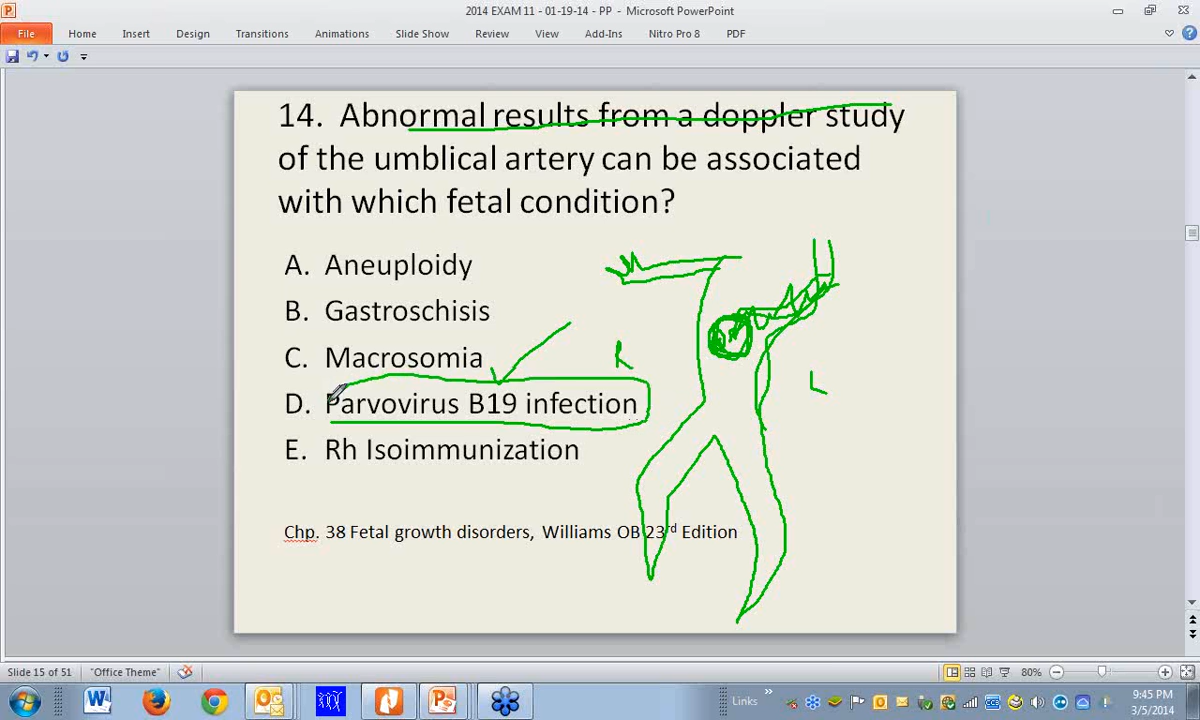 2014 EXAM 11 - 01-19-14 - PP - Microsoft PowerPoint
File Home Insert Design Transitions Animations Slide Show Review View Add-Ins Nitro Pro 8 PDF
14. Abnormal results from a doppler study
of the umblical artery can be associated
with which fetal condition?
A. Aneuploidy
B. Gastroschisis
C. Macrosomia
R
L
D. Parvovirus B19 infection
E. Rh Isoimmunization
Chp. 38 Fetal growth disorders, Williams OB 23rd Edition
Slide 15 of 51 "Office Theme" 80%
Links
9:45 PM
3/5/2014